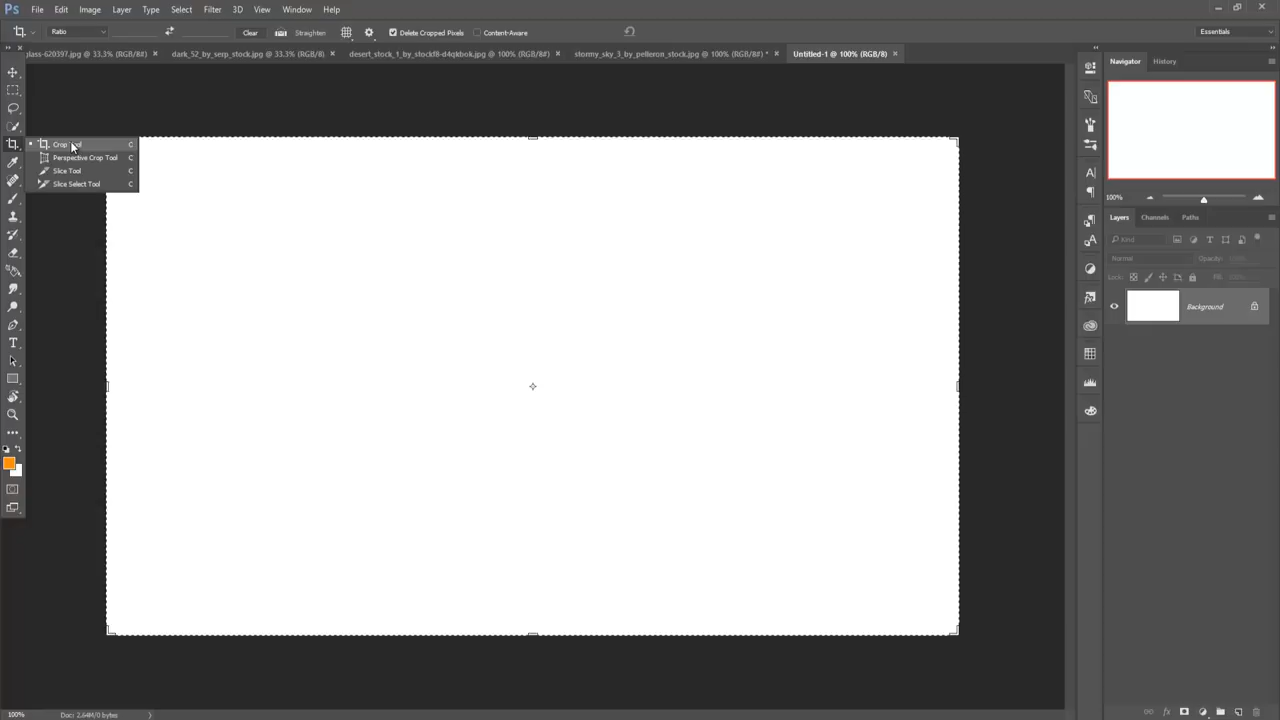 Ps File Edit Image Layer Type Select Filter 3D View Window Help
Ratio Clear Straighten Delete Cropped Pixels Content-Aware Essentials
glass-620397.jpg @ 33.3% (RGB/8#) × dark_52_by_serp_stock.jpg @ 33.3% (RGB/8) × desert_stock_1_by_stockf8-d4qkbok.jpg @ 100% (RGB/8#) × stormy_sky_3_by_pelleron_stock.jpg @ 100% (RGB/8#) * × Untitled-1 @ 100% (RGB/8) ×
Navigator History
Crop Tool C
Perspective Crop Tool C
Slice Tool C
Slice Select Tool C
100%
Layers Channels Paths
Kind
Normal Opacity:
Lock: Fill:
Background
100% Doc: 2.64M/0 bytes